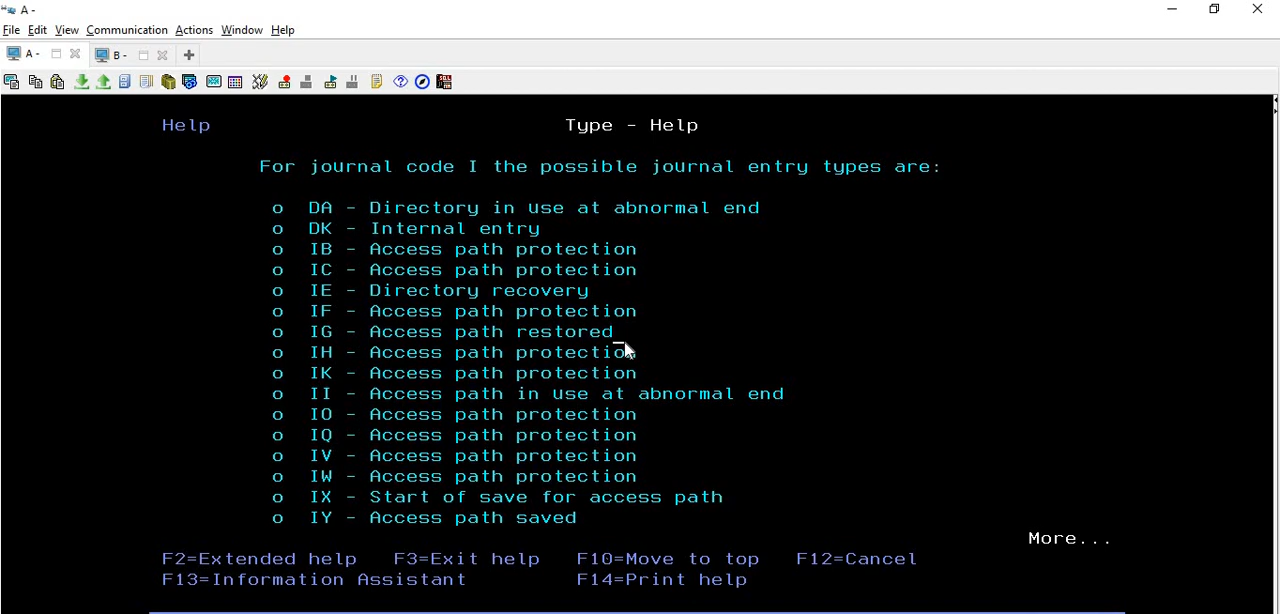 A -
File Edit View Communication Actions Window Help
A - B -
Help Type - Help
For journal code I the possible journal entry types are:
o DA - Directory in use at abnormal end
o DK - Internal entry
o IB - Access path protection
o IC - Access path protection
o IE - Directory recovery
o IF - Access path protection
o IG - Access path restored_
o IH - Access path protection
o IK - Access path protection
o II - Access path in use at abnormal end
o IO - Access path protection
o IQ - Access path protection
o IV - Access path protection
o IW - Access path protection
o IX - Start of save for access path
o IY - Access path saved
More...
F2=Extended help F3=Exit help F10=Move to top F12=Cancel
F13=Information Assistant F14=Print help